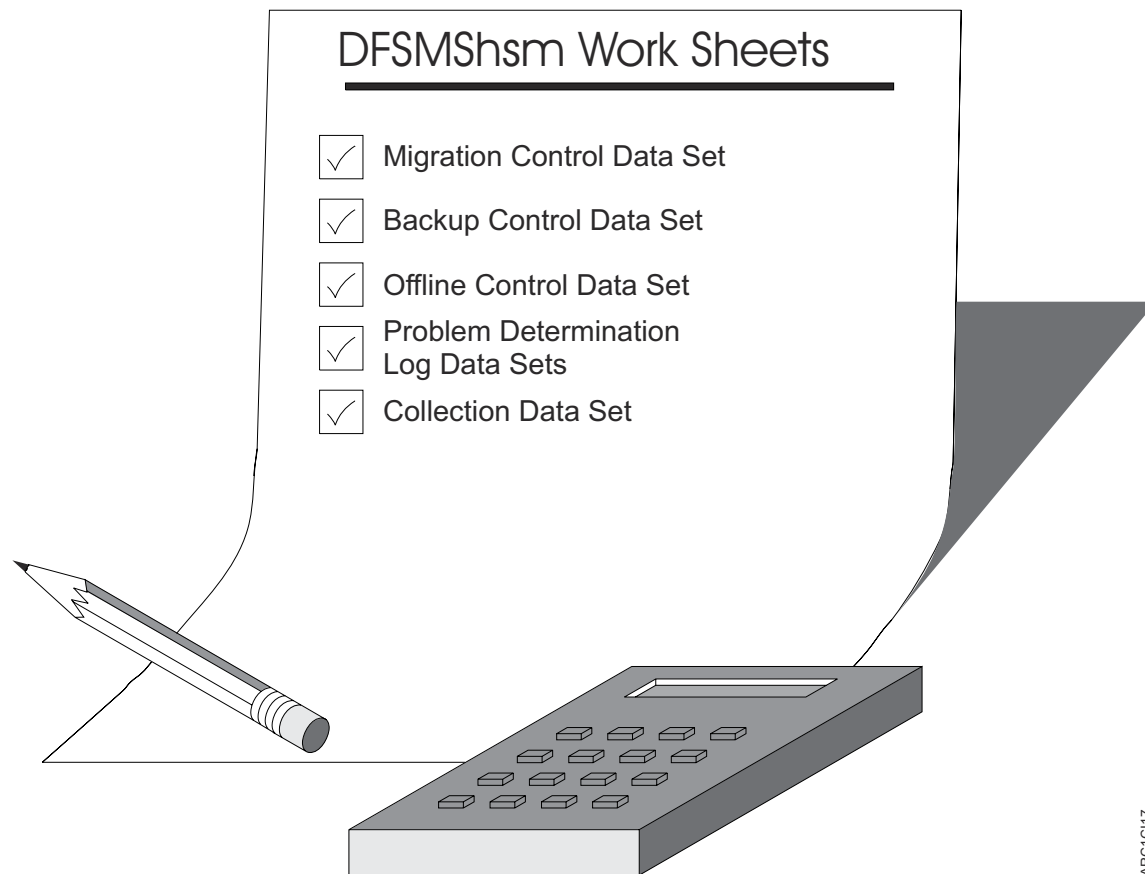 DFSMShsm Work Sheets
Migration Control Data Set
Backup Control Data Set
Offline Control Data Set
Problem Determination
Log Data Sets
Collection Data Set